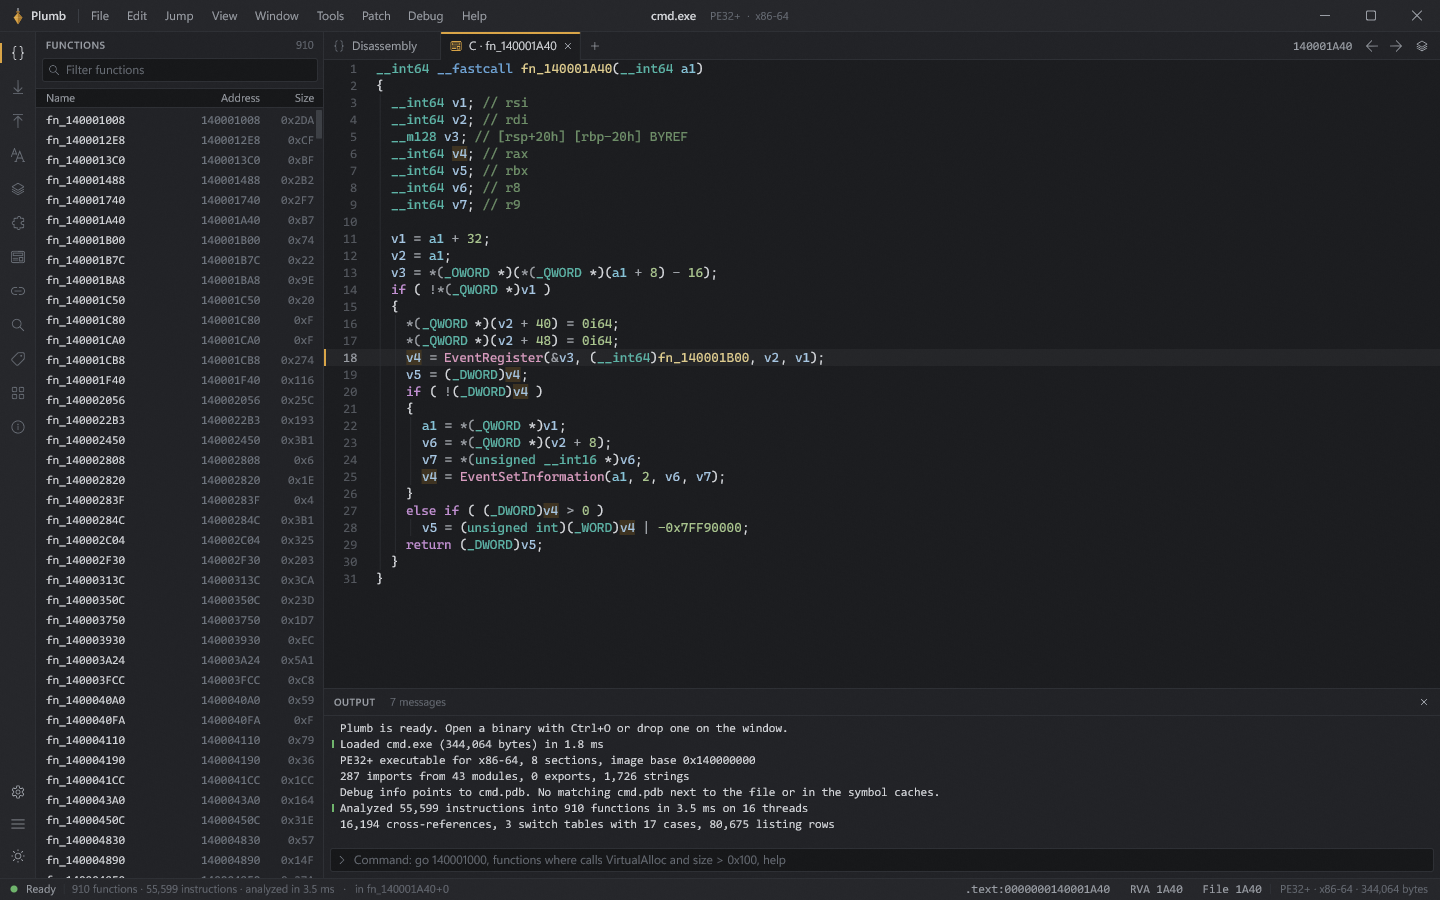 Plumb File Edit Jump View Window Tools Patch Debug Help cmd.exe PE32+ · x86-64
FUNCTIONS 910
Filter functions
Name Address Size
fn_140001008 140001008 0x2DA
fn_1400012E8 1400012E8 0xCF
fn_1400013C0 1400013C0 0xBF
fn_140001488 140001488 0x2B2
fn_140001740 140001740 0x2F7
fn_140001A40 140001A40 0xB7
fn_140001B00 140001B00 0x74
fn_140001B7C 140001B7C 0x22
fn_140001BA8 140001BA8 0x9E
fn_140001C50 140001C50 0x20
fn_140001C80 140001C80 0xF
fn_140001CA0 140001CA0 0xF
fn_140001CB8 140001CB8 0x274
fn_140001F40 140001F40 0x116
fn_140002056 140002056 0x25C
fn_1400022B3 1400022B3 0x193
fn_140002450 140002450 0x3B1
fn_140002808 140002808 0x6
fn_140002820 140002820 0x1E
fn_14000283F 14000283F 0x4
fn_14000284C 14000284C 0x3B1
fn_140002C04 140002C04 0x325
fn_140002F30 140002F30 0x203
fn_14000313C 14000313C 0x3CA
fn_14000350C 14000350C 0x23D
fn_140003750 140003750 0x1D7
fn_140003930 140003930 0xEC
fn_140003A24 140003A24 0x5A1
fn_140003FCC 140003FCC 0xC8
fn_1400040A0 1400040A0 0x59
fn_1400040FA 1400040FA 0xF
fn_140004110 140004110 0x79
fn_140004190 140004190 0x36
fn_1400041CC 1400041CC 0x1CC
fn_1400043A0 1400043A0 0x164
fn_14000450C 14000450C 0x31E
fn_140004830 140004830 0x57
fn_140004890 140004890 0x14F
{} Disassembly C · fn_140001A40 × + 140001A40
1 __int64 __fastcall fn_140001A40(__int64 a1)
2 {
3 __int64 v1; // rsi
4 __int64 v2; // rdi
5 __m128 v3; // [rsp+20h] [rbp-20h] BYREF
6 __int64 v4; // rax
7 __int64 v5; // rbx
8 __int64 v6; // r8
9 __int64 v7; // r9
10
11 v1 = a1 + 32;
12 v2 = a1;
13 v3 = *(_OWORD *)(*(_QWORD *)(a1 + 8) - 16);
14 if ( !*(_QWORD *)v1 )
15 {
16 *(_QWORD *)(v2 + 40) = 0i64;
17 *(_QWORD *)(v2 + 48) = 0i64;
18 v4 = EventRegister(&v3, (__int64)fn_140001B00, v2, v1);
19 v5 = (_DWORD)v4;
20 if ( !(_DWORD)v4 )
21 {
22 a1 = *(_QWORD *)v1;
23 v6 = *(_QWORD *)(v2 + 8);
24 v7 = *(unsigned __int16 *)v6;
25 v4 = EventSetInformation(a1, 2, v6, v7);
26 }
27 else if ( (_DWORD)v4 > 0 )
28 v5 = (unsigned int)(_WORD)v4 | -0x7FF90000;
29 return (_DWORD)v5;
30 }
31 }
OUTPUT 7 messages ×
Plumb is ready. Open a binary with Ctrl+O or drop one on the window.
Loaded cmd.exe (344,064 bytes) in 1.8 ms
PE32+ executable for x86-64, 8 sections, image base 0x140000000
287 imports from 43 modules, 0 exports, 1,726 strings
Debug info points to cmd.pdb. No matching cmd.pdb next to the file or in the symbol caches.
Analyzed 55,599 instructions into 910 functions in 3.5 ms on 16 threads
16,194 cross-references, 3 switch tables with 17 cases, 80,675 listing rows
Command: go 140001000, functions where calls VirtualAlloc and size > 0x100, help
Ready 910 functions · 55,599 instructions · analyzed in 3.5 ms · in fn_140001A40+0 .text:0000000140001A40 RVA 1A40 File 1A40 PE32+ · x86-64 · 344,064 bytes